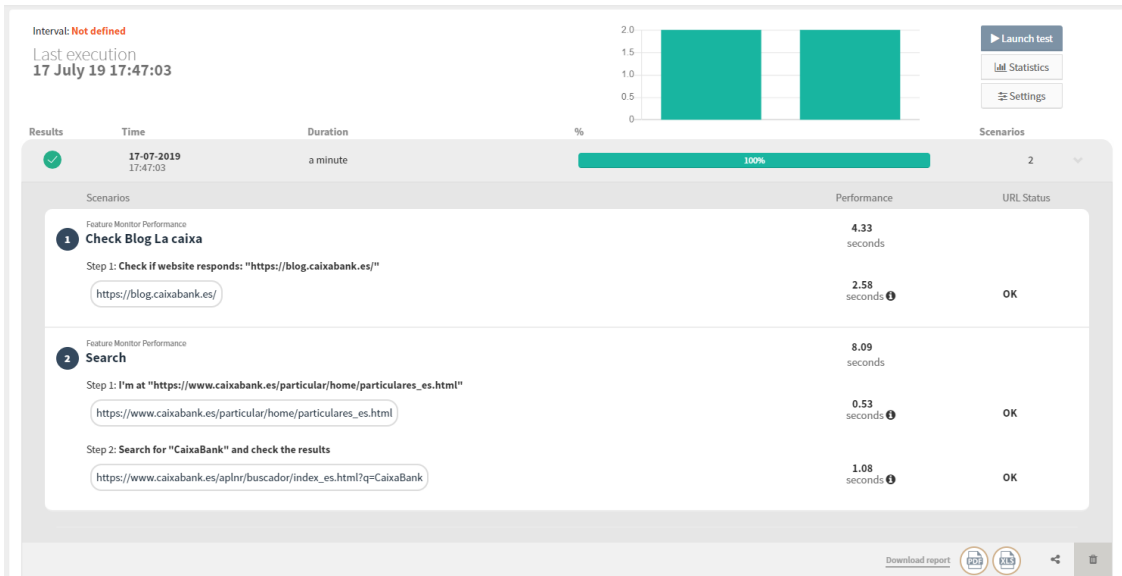 Interval: Not defined
Last execution
17 July 19 17:47:03
2.0
1.5
1.0
0.5
0
Launch test
Statistics
Settings
Results Time Duration % Scenarios
17-07-2019
17:47:03
a minute
100%
2
Scenarios Performance URL Status
Feature Monitor Performance
1 Check Blog La caixa
4.33
seconds
Step 1: Check if website responds: "https://blog.caixabank.es/"
https://blog.caixabank.es/
2.58
seconds
OK
Feature Monitor Performance
2 Search
8.09
seconds
Step 1: I'm at "https://www.caixabank.es/particular/home/particulares_es.html"
https://www.caixabank.es/particular/home/particulares_es.html
0.53
seconds
OK
Step 2: Search for "CaixaBank" and check the results
https://www.caixabank.es/aplnr/buscador/index_es.html?q=CaixaBank
1.08
seconds
OK
Download report PDF XLS